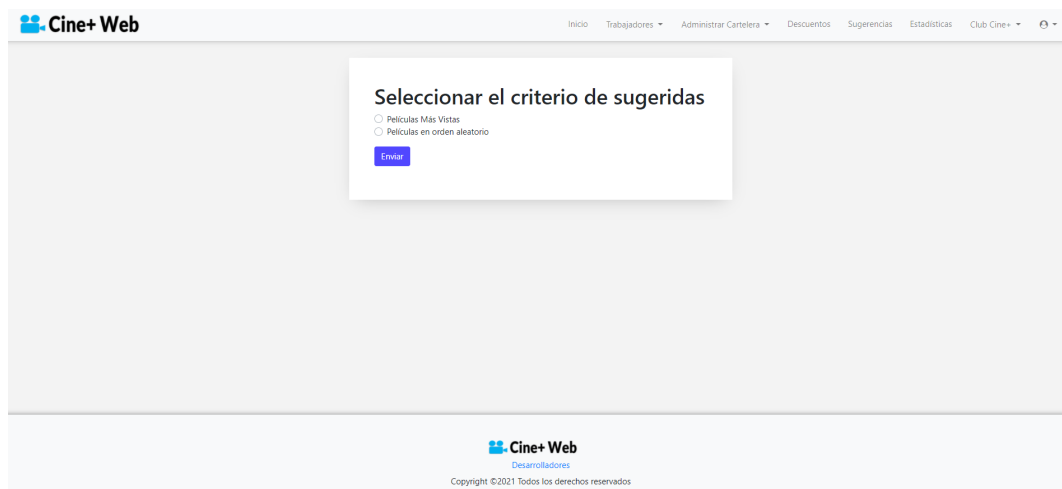 Cine+ Web
Inicio Trabajadores Administrar Cartelera Descuentos Sugerencias Estadísticas Club Cine+
Seleccionar el criterio de sugeridas
Películas Más Vistas
Películas en orden aleatorio
Enviar
Cine+ Web
Desarrolladores
Copyright ©2021 Todos los derechos reservados